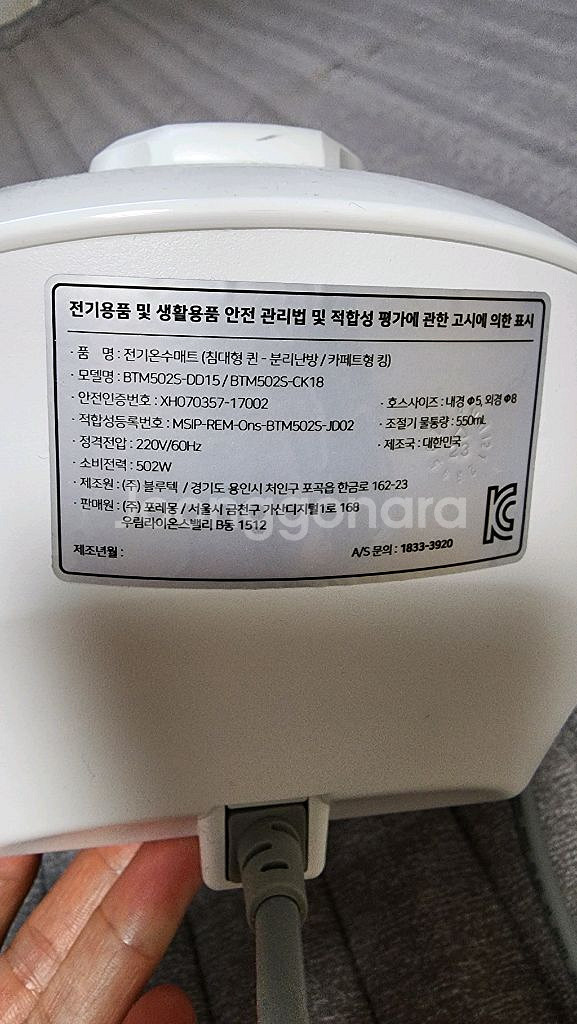 전기용품 및 생활용품 안전 관리법 및 적합성 평가에 관한 고시에 의한 표시
· 품 명 : 전기온수매트 (침대형 퀸 - 분리난방 / 카페트형 킹)
· 모델명 : BTM502S-DD15 / BTM502S-CK18
· 안전인증번호 : XH070357-17002 · 호스사이즈 : 내경 Φ5, 외경 Φ8
· 적합성등록번호 : MSIP-REM-Ons-BTM502S-JD02 · 조절기 물통량 : 550mL
· 정격전압 : 220V/60Hz · 제조국 : 대한민국
· 소비전력 : 502W
· 제조원 : (주) 블루텍 / 경기도 용인시 처인구 포곡읍 한금로 162-23
· 판매원 : (주) 포레몽 / 서울시 금천구 가산디지털1로 168
우림라이온스밸리 B동 1512
제조년월 : A/S 문의 : 1833-3920